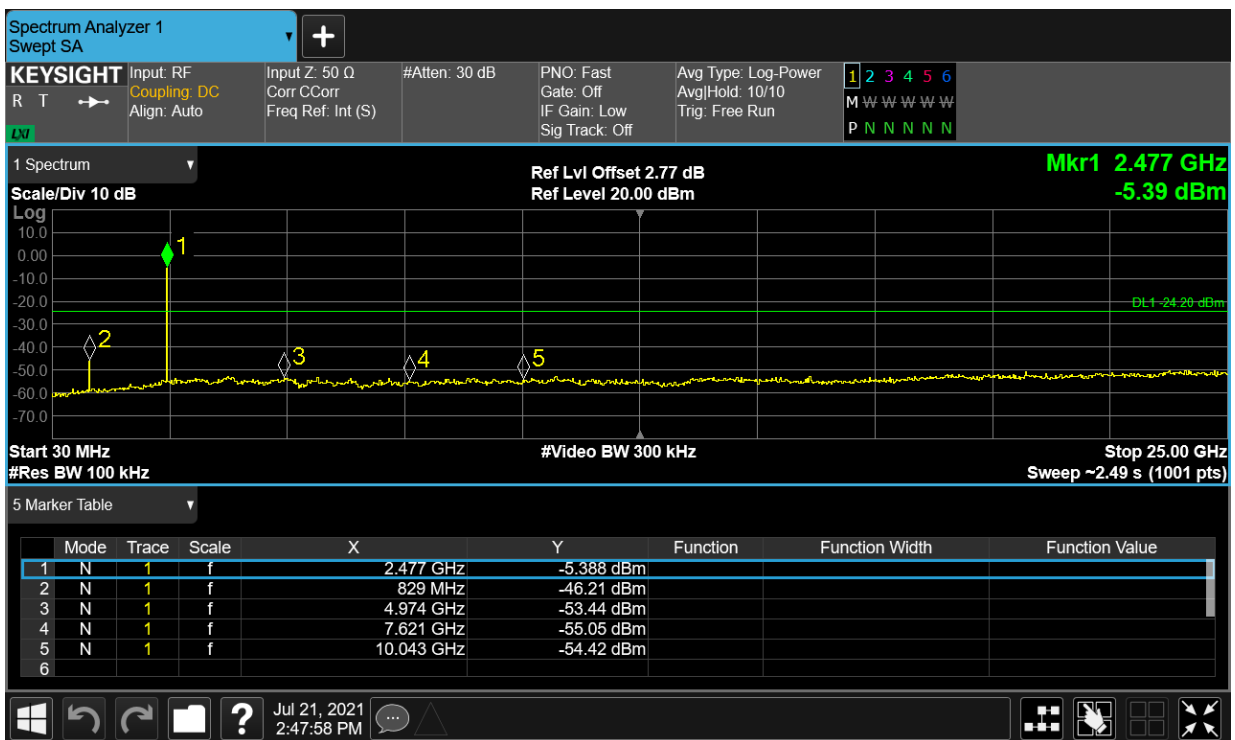 Spectrum Analyzer 1
Swept SA
+
KEYSIGHT
R T
LXI
Input: RF
Coupling: DC
Align: Auto
Input Z: 50 Ω
Corr CCorr
Freq Ref: Int (S)
#Atten: 30 dB
PNO: Fast
Gate: Off
IF Gain: Low
Sig Track: Off
Avg Type: Log-Power
Avg|Hold: 10/10
Trig: Free Run
1 2 3 4 5 6
M W W W W W
P N N N N N
1 Spectrum
Scale/Div 10 dB
Ref Lvl Offset 2.77 dB
Ref Level 20.00 dBm
Mkr1 2.477 GHz
-5.39 dBm
Log
10.0
0.00
-10.0
-20.0
-30.0
-40.0
-50.0
-60.0
-70.0
1
2
3
4
5
DL1 -24.20 dBm
Start 30 MHz
#Video BW 300 kHz
Stop 25.00 GHz
#Res BW 100 kHz
Sweep ~2.49 s (1001 pts)
5 Marker Table
Mode Trace Scale X Y Function Function Width Function Value
1 N 1 f 2.477 GHz -5.388 dBm
2 N 1 f 829 MHz -46.21 dBm
3 N 1 f 4.974 GHz -53.44 dBm
4 N 1 f 7.621 GHz -55.05 dBm
5 N 1 f 10.043 GHz -54.42 dBm
6
?
Jul 21, 2021
2:47:58 PM